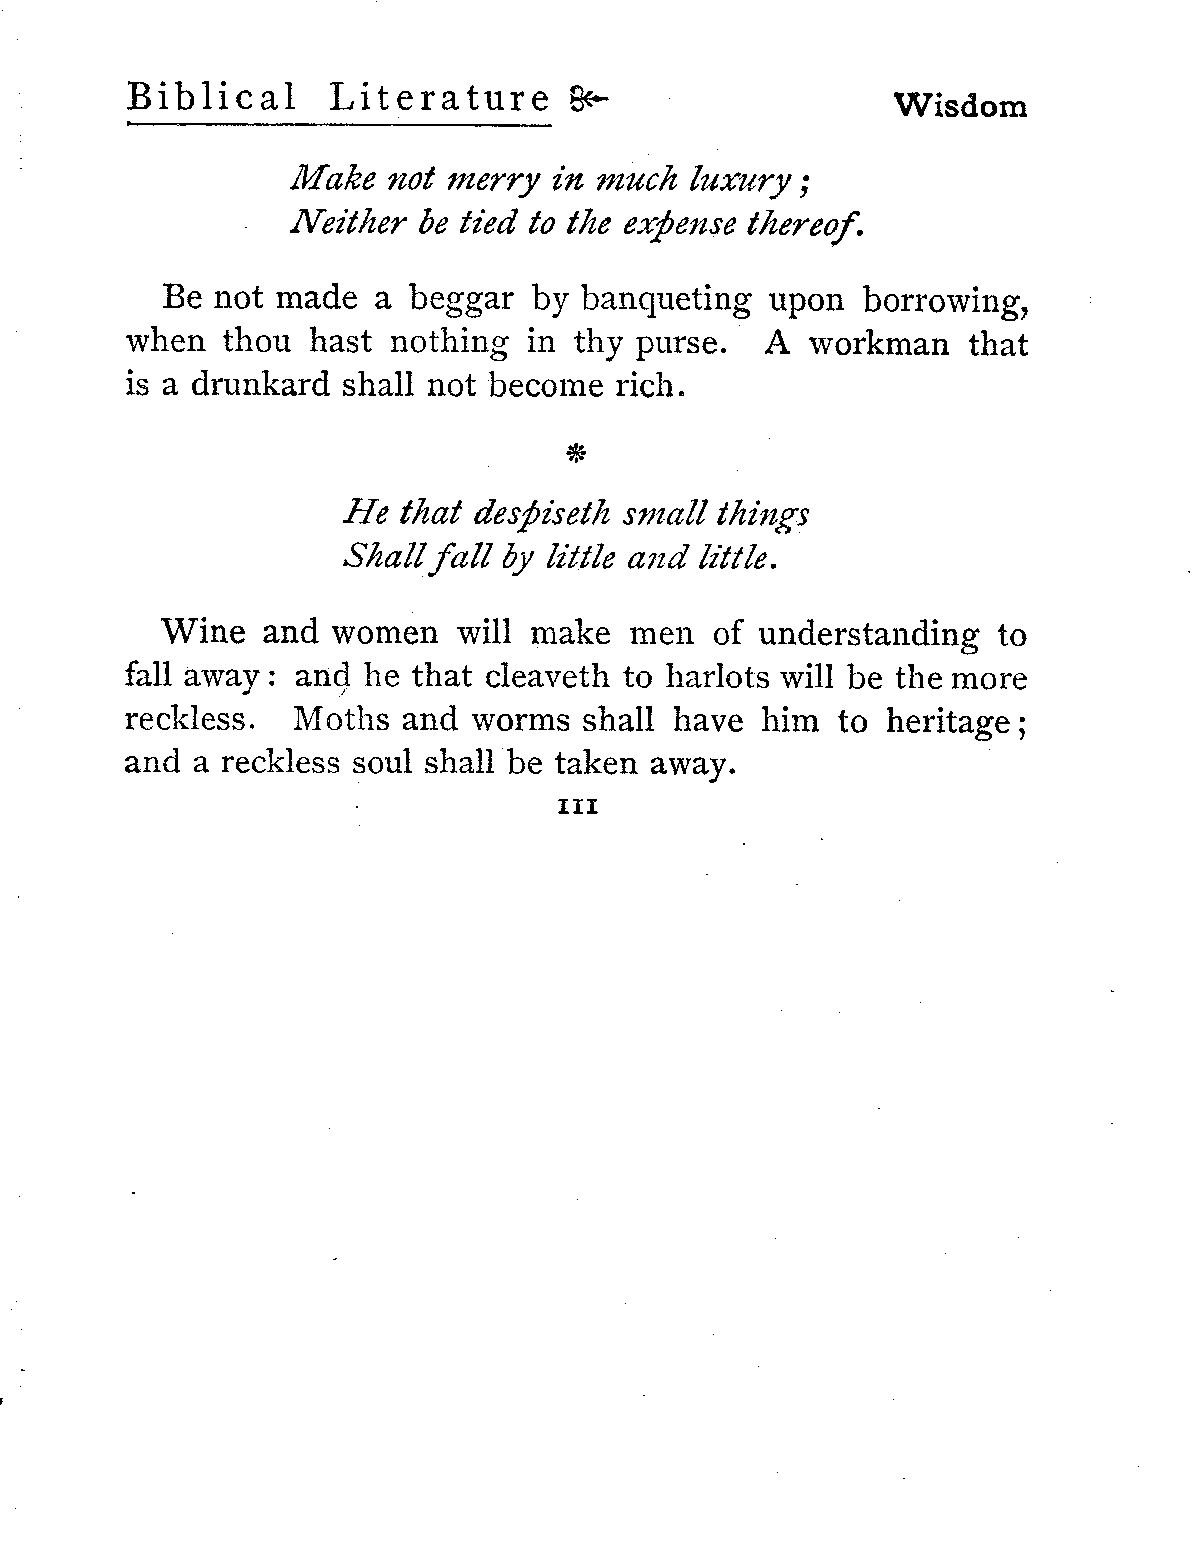 Biblical Literature Wisdom
Make not merry in much luxury ;
Neither be tied to the expense thereof.
Be not made a beggar by banqueting upon borrowing,
when thou hast nothing in thy purse. A workman that
is a drunkard shall not become rich.
*
He that despiseth small things
Shall fall by little and little.
Wine and women will make men of understanding to
fall away : and he that cleaveth to harlots will be the more
reckless. Moths and worms shall have him to heritage ;
and a reckless soul shall be taken away.
111